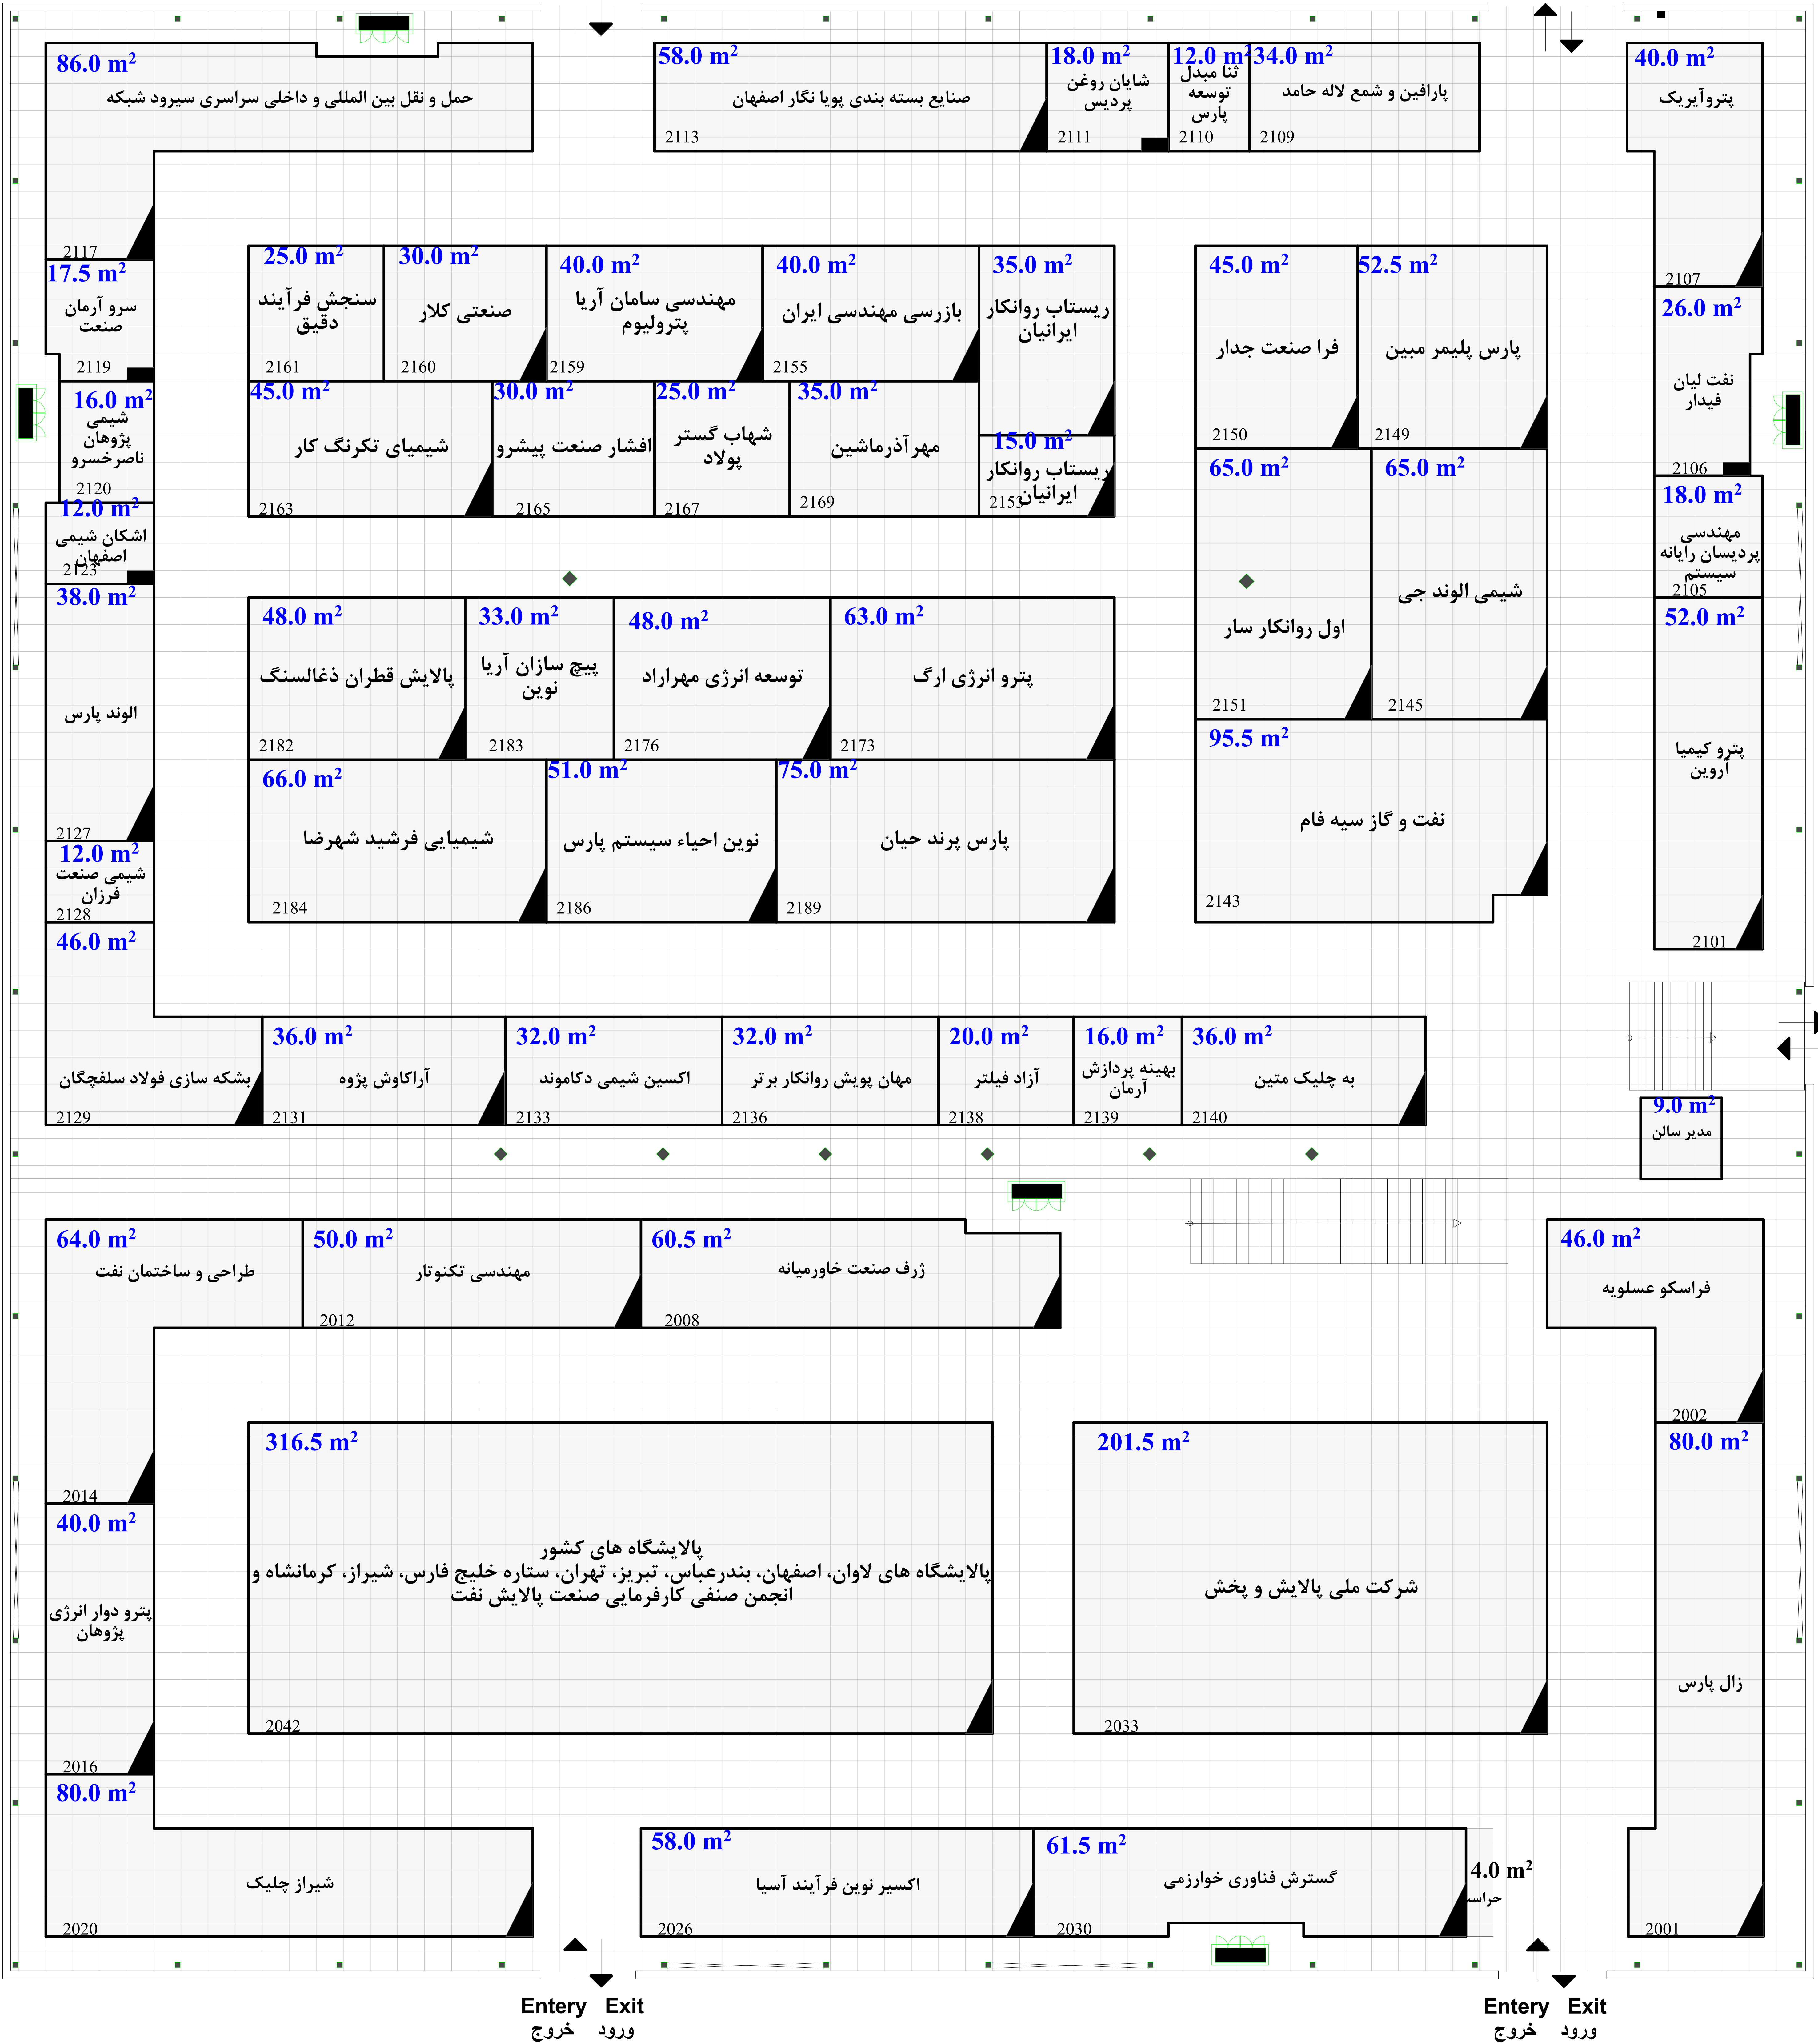 86.0 m²
حمل و نقل بین المللی و داخلی سراسری سیرود شبکه
2117
58.0 m²
صنایع بسته بندی پویا نگار اصفهان
2113
18.0 m²
شایان روغن
پردیس
2111
12.0 m²
ثنا مبدل
توسعه
پارس
2110
34.0 m²
پارافین و شمع لاله حامد
2109
40.0 m²
پتروآیریک
2107
17.5 m²
سرو آرمان
صنعت
2119
25.0 m²
سنجش فرآیند
دقیق
2161
30.0 m²
صنعتی کلار
2160
40.0 m²
مهندسی سامان آریا
پترولیوم
2159
40.0 m²
بازرسی مهندسی ایران
2155
35.0 m²
ریستاب روانکار
ایرانیان
45.0 m²
فرا صنعت جدار
2150
52.5 m²
پارس پلیمر مبین
2149
26.0 m²
نفت لیان
فیدار
2106
16.0 m²
شیمی
پژوهان
ناصرخسرو
2120
45.0 m²
شیمیای تکرنگ کار
2163
30.0 m²
افشار صنعت پیشرو
2165
25.0 m²
شهاب گستر
پولاد
2167
35.0 m²
مهرآذرماشین
2169
15.0 m²
ریستاب روانکار
ایرانیان
2153
65.0 m²
اول روانکار سار
2151
65.0 m²
شیمی الوند جی
2145
18.0 m²
مهندسی
پردیسان رایانه
سیستم
2105
12.0 m²
اشکان شیمی
اصفهان
2123
38.0 m²
الوند پارس
2127
48.0 m²
پالایش قطران ذغالسنگ
2182
33.0 m²
پیچ سازان آریا
نوین
2183
48.0 m²
توسعه انرژی مهراراد
2176
63.0 m²
پترو انرژی ارگ
2173
52.0 m²
پترو کیمیا
آروین
2101
95.5 m²
نفت و گاز سیه فام
2143
66.0 m²
شیمیایی فرشید شهرضا
2184
51.0 m²
نوین احیاء سیستم پارس
2186
75.0 m²
پارس پرند حیان
2189
12.0 m²
شیمی صنعت
فرزان
2128
46.0 m²
بشکه سازی فولاد سلفچگان
2129
36.0 m²
آراکاوش پژوه
2131
32.0 m²
اکسین شیمی دکاموند
2133
32.0 m²
مهان پویش روانکار برتر
2136
20.0 m²
آزاد فیلتر
2138
16.0 m²
بهینه پردازش
آرمان
2139
36.0 m²
به چلیک متین
2140
9.0 m²
مدیر سالن
64.0 m²
طراحی و ساختمان نفت
2014
50.0 m²
مهندسی تکنوتار
2012
60.5 m²
ژرف صنعت خاورمیانه
2008
46.0 m²
فراسکو عسلویه
2002
316.5 m²
پالایشگاه های کشور
پالایشگاه های لاوان، اصفهان، بندرعباس، تبریز، تهران، ستاره خلیج فارس، شیراز، کرمانشاه و
انجمن صنفی کارفرمایی صنعت پالایش نفت
2042
201.5 m²
شرکت ملی پالایش و پخش
2033
80.0 m²
زال پارس
2001
40.0 m²
پترو دوار انرژی
پژوهان
2016
80.0 m²
شیراز چلیک
2020
58.0 m²
اکسیر نوین فرآیند آسیا
2026
61.5 m²
گسترش فناوری خوارزمی
2030
4.0 m²
حراست
Entery Exit
خروج ورود
Entery Exit
خروج ورود